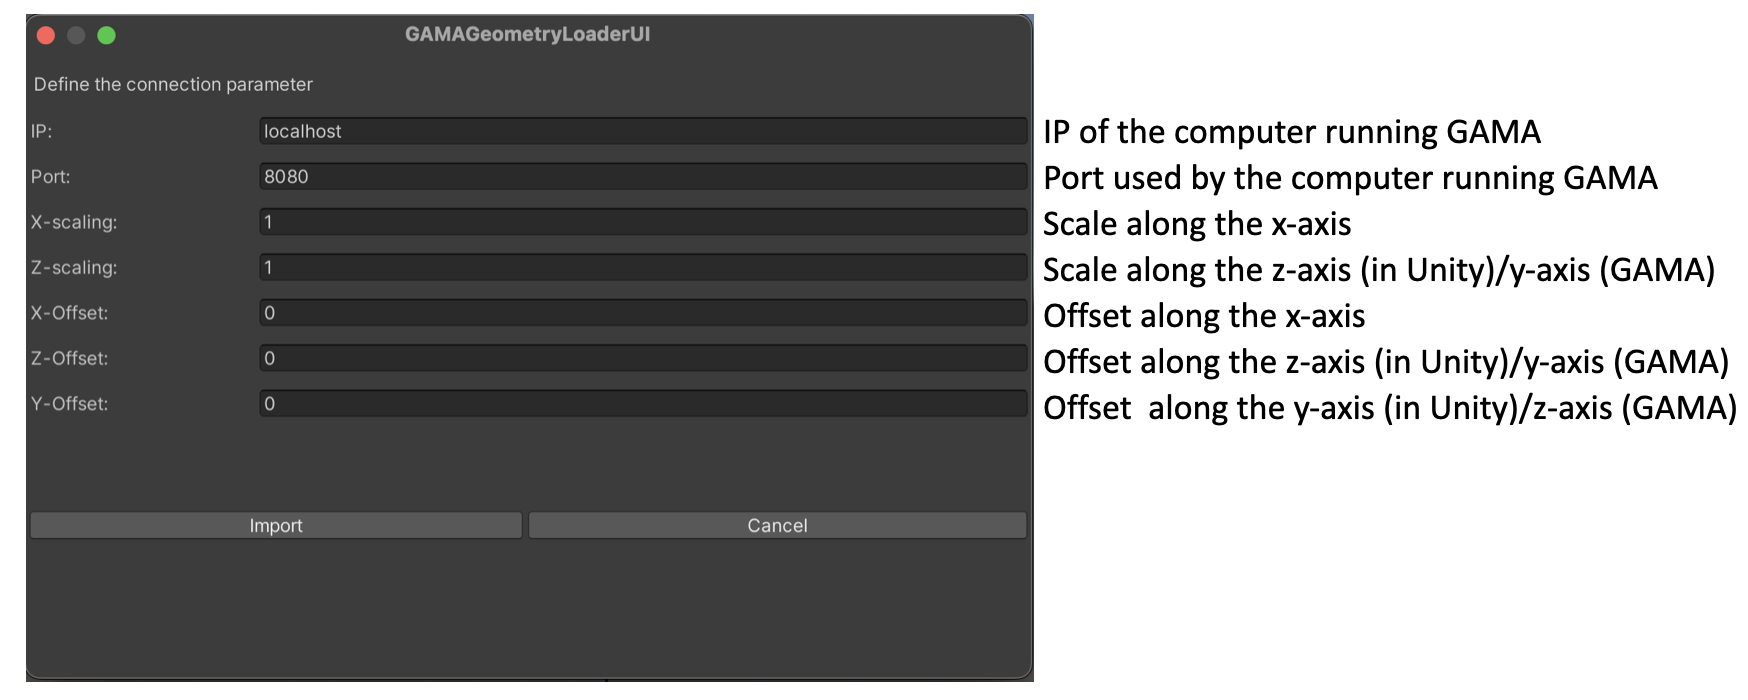 GAMAGeometryLoaderUI
Define the connection parameter
IP: localhost IP of the computer running GAMA
Port: 8080 Port used by the computer running GAMA
X-scaling: 1 Scale along the x-axis
Z-scaling: 1 Scale along the z-axis (in Unity)/y-axis (GAMA)
X-Offset: 0 Offset along the x-axis
Z-Offset: 0 Offset along the z-axis (in Unity)/y-axis (GAMA)
Y-Offset: 0 Offset  along the y-axis (in Unity)/z-axis (GAMA)
Import Cancel